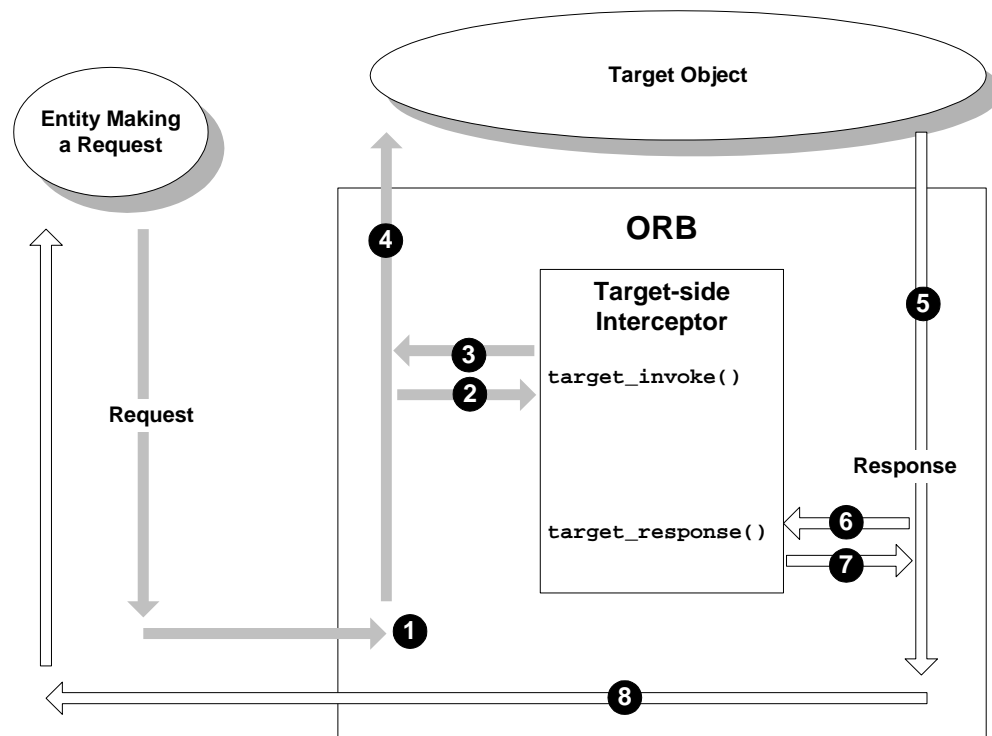 Target Object
Entity Making
a Request
ORB
4
Target-side
Interceptor
5
3
target_invoke()
2
Request
Response
6
target_response()
7
1
8